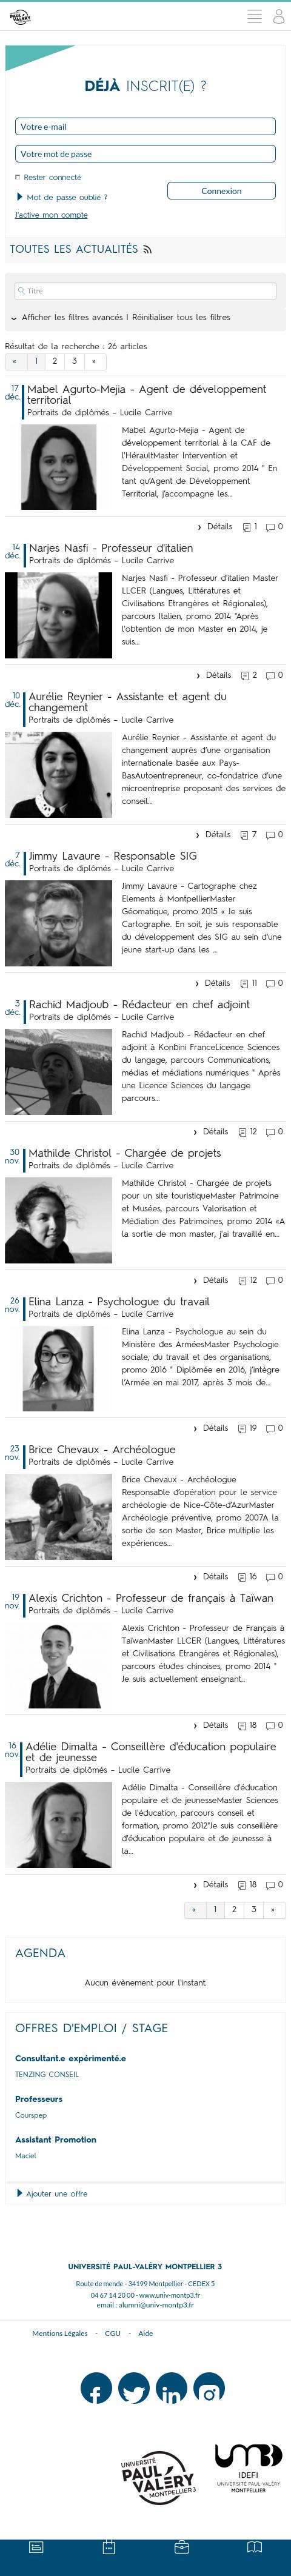 UNIVERSITÉ
PAUL
VALÉRY
DÉJÀ INSCRIT(E) ?
Votre e-mail
Votre mot de passe
Rester connecté
Connexion
Mot de passe oublié ?
J'active mon compte
TOUTES LES ACTUALITÉS
Titre
Afficher les filtres avancés | Réinitialiser tous les filtres
Résultat de la recherche : 26 articles
« 1 2 3 »
17 déc.
Mabel Agurto-Mejia - Agent de développement
territorial
Portraits de diplômés – Lucile Carrive
Mabel Agurto-Mejia - Agent de
développement territorial à la CAF de
l'HéraultMaster Intervention et
Développement Social, promo 2014 " En
tant qu'Agent de Développement
Territorial, j'accompagne les...
Détails 1 0
14 déc.
Narjes Nasfi - Professeur d'italien
Portraits de diplômés – Lucile Carrive
Narjes Nasfi - Professeur d'italien Master
LLCER (Langues, Littératures et
Civilisations Etrangères et Régionales),
parcours Italien, promo 2014 "Après
l'obtention de mon Master en 2014, je
suis...
Détails 2 0
10 déc.
Aurélie Reynier - Assistante et agent du
changement
Portraits de diplômés – Lucile Carrive
Aurélie Reynier - Assistante et agent du
changement auprès d'une organisation
internationale basée aux Pays-
BasAutoentrepreneur, co-fondatrice d'une
microentreprise proposant des services de
conseil...
Détails 7 0
7 déc.
Jimmy Lavaure - Responsable SIG
Portraits de diplômés – Lucile Carrive
Jimmy Lavaure - Cartographe chez
Elements à MontpellierMaster
Géomatique, promo 2015 « Je suis
Cartographe. En soit, je suis responsable
du développement des SIG au sein d'une
jeune start-up dans les ...
Détails 11 0
3 déc.
Rachid Madjoub - Rédacteur en chef adjoint
Portraits de diplômés – Lucile Carrive
Rachid Madjoub - Rédacteur en chef
adjoint à Konbini FranceLicence Sciences
du langage, parcours Communications,
médias et médiations numériques " Après
une Licence Sciences du langage
parcours...
Détails 12 0
30 nov.
Mathilde Christol - Chargée de projets
Portraits de diplômés – Lucile Carrive
Mathilde Christol - Chargée de projets
pour un site touristiqueMaster Patrimoine
et Musées, parcours Valorisation et
Médiation des Patrimoines, promo 2014 «A
la sortie de mon master, j'ai travaillé en...
Détails 12 0
26 nov.
Elina Lanza - Psychologue du travail
Portraits de diplômés – Lucile Carrive
Elina Lanza - Psychologue au sein du
Ministère des ArméesMaster Psychologie
sociale, du travail et des organisations,
promo 2016 " Diplômée en 2016, j'intègre
l'Armée en mai 2017, après 3 mois de...
Détails 19 0
23 nov.
Brice Chevaux - Archéologue
Portraits de diplômés – Lucile Carrive
Brice Chevaux - Archéologue
Responsable d'opération pour le service
archéologie de Nice-Côte-d'AzurMaster
Archéologie préventive, promo 2007A la
sortie de son Master, Brice multiplie les
expériences...
Détails 16 0
19 nov.
Alexis Crichton - Professeur de français à Taïwan
Portraits de diplômés – Lucile Carrive
Alexis Crichton - Professeur de Français à
TaïwanMaster LLCER (Langues, Littératures
et Civilisations Etrangères et Régionales),
parcours études chinoises, promo 2014 "
Je suis actuellement enseignant...
Détails 18 0
16 nov.
Adélie Dimalta - Conseillère d'éducation populaire
et de jeunesse
Portraits de diplômés – Lucile Carrive
Adélie Dimalta - Conseillère d'éducation
populaire et de jeunesseMaster Sciences
de l'éducation, parcours conseil et
formation, promo 2012"Je suis conseillère
d'éducation populaire et de jeunesse à
la...
Détails 18 0
« 1 2 3 »
AGENDA
Aucun évènement pour l'instant.
OFFRES D'EMPLOI / STAGE
Consultant.e expérimenté.e
TENZING CONSEIL
Professeurs
Courspep
Assistant Promotion
Maciel
Ajouter une offre
UNIVERSITÉ PAUL-VALÉRY MONTPELLIER 3
Route de mende - 34199 Montpellier - CEDEX 5
04 67 14 20 00 - www.univ-montp3.fr
email : alumni@univ-montp3.fr
Mentions Légales - CGU - Aide
UNIVERSITÉ
PAUL
VALÉRY
MONTPELLIER 3
IDEFI
UNIVERSITÉ PAUL-VALÉRY
MONTPELLIER